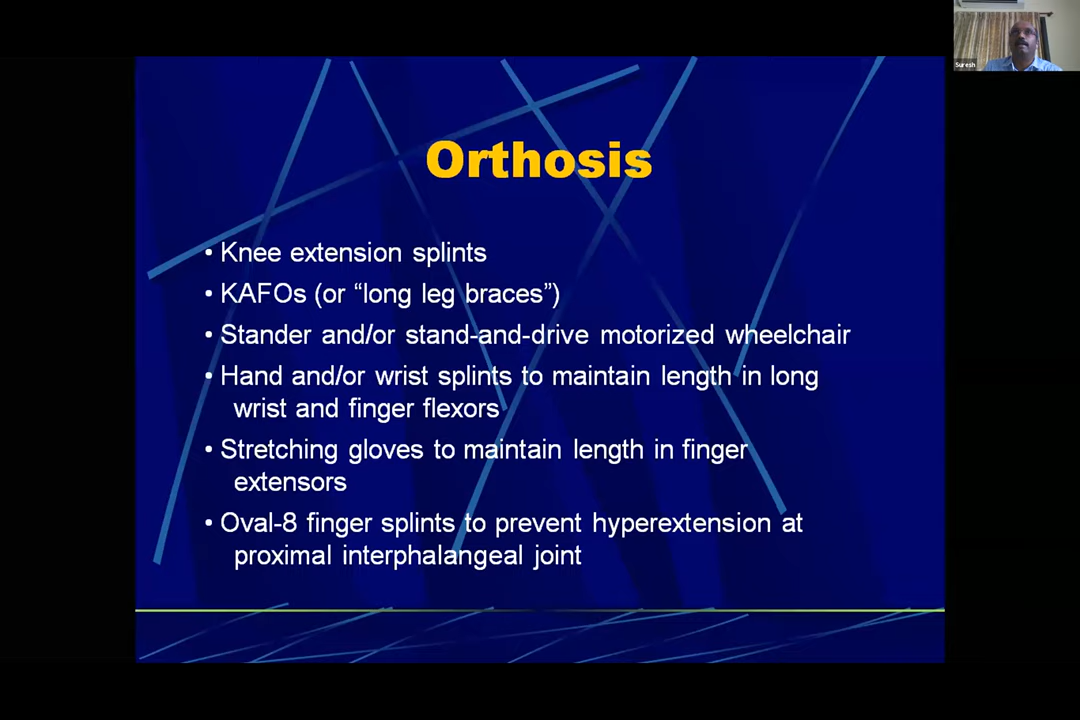 Suresh
Orthosis
• Knee extension splints
• KAFOs (or “long leg braces”)
• Stander and/or stand-and-drive motorized wheelchair
• Hand and/or wrist splints to maintain length in long
wrist and finger flexors
• Stretching gloves to maintain length in finger
extensors
• Oval-8 finger splints to prevent hyperextension at
proximal interphalangeal joint